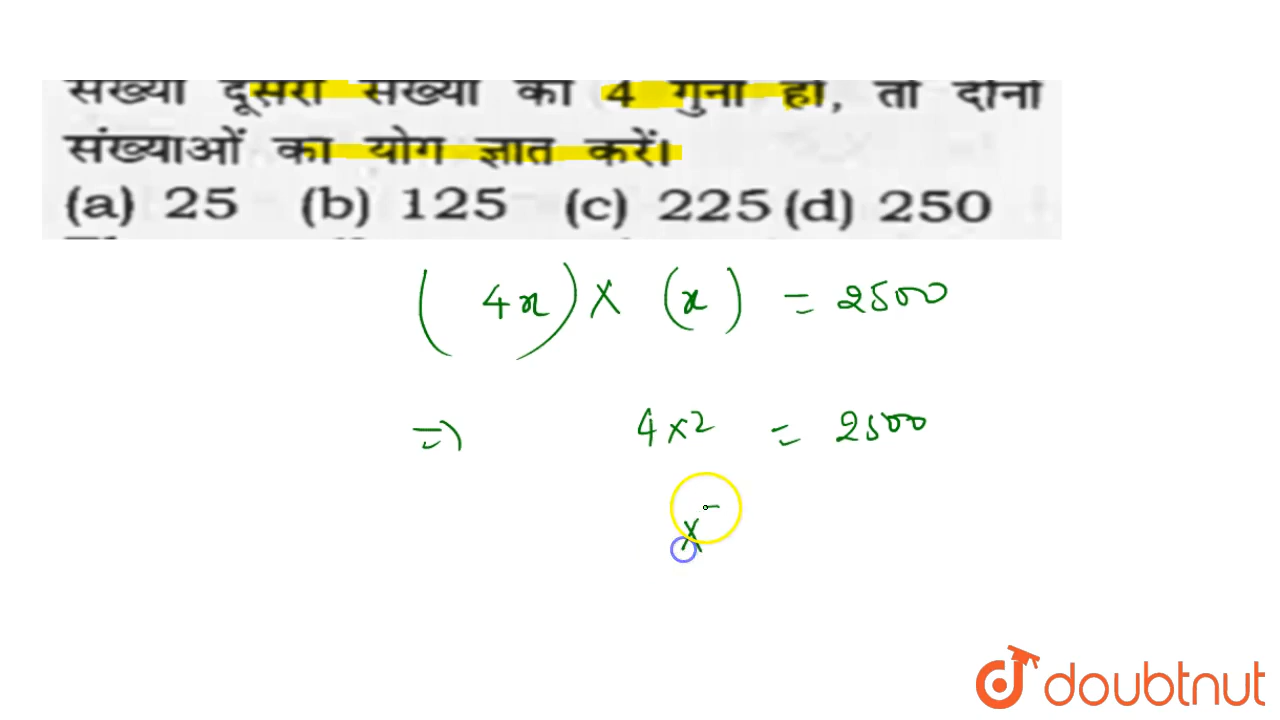 संख्या दूसरी संख्या का 4 गुना हो, तो दोनों
संख्याओं का योग ज्ञात करें।
(a) 25 (b) 125 (c) 225 (d) 250
(4x) X (x) = 2500
=> 4x2 = 2500
x
doubtnut